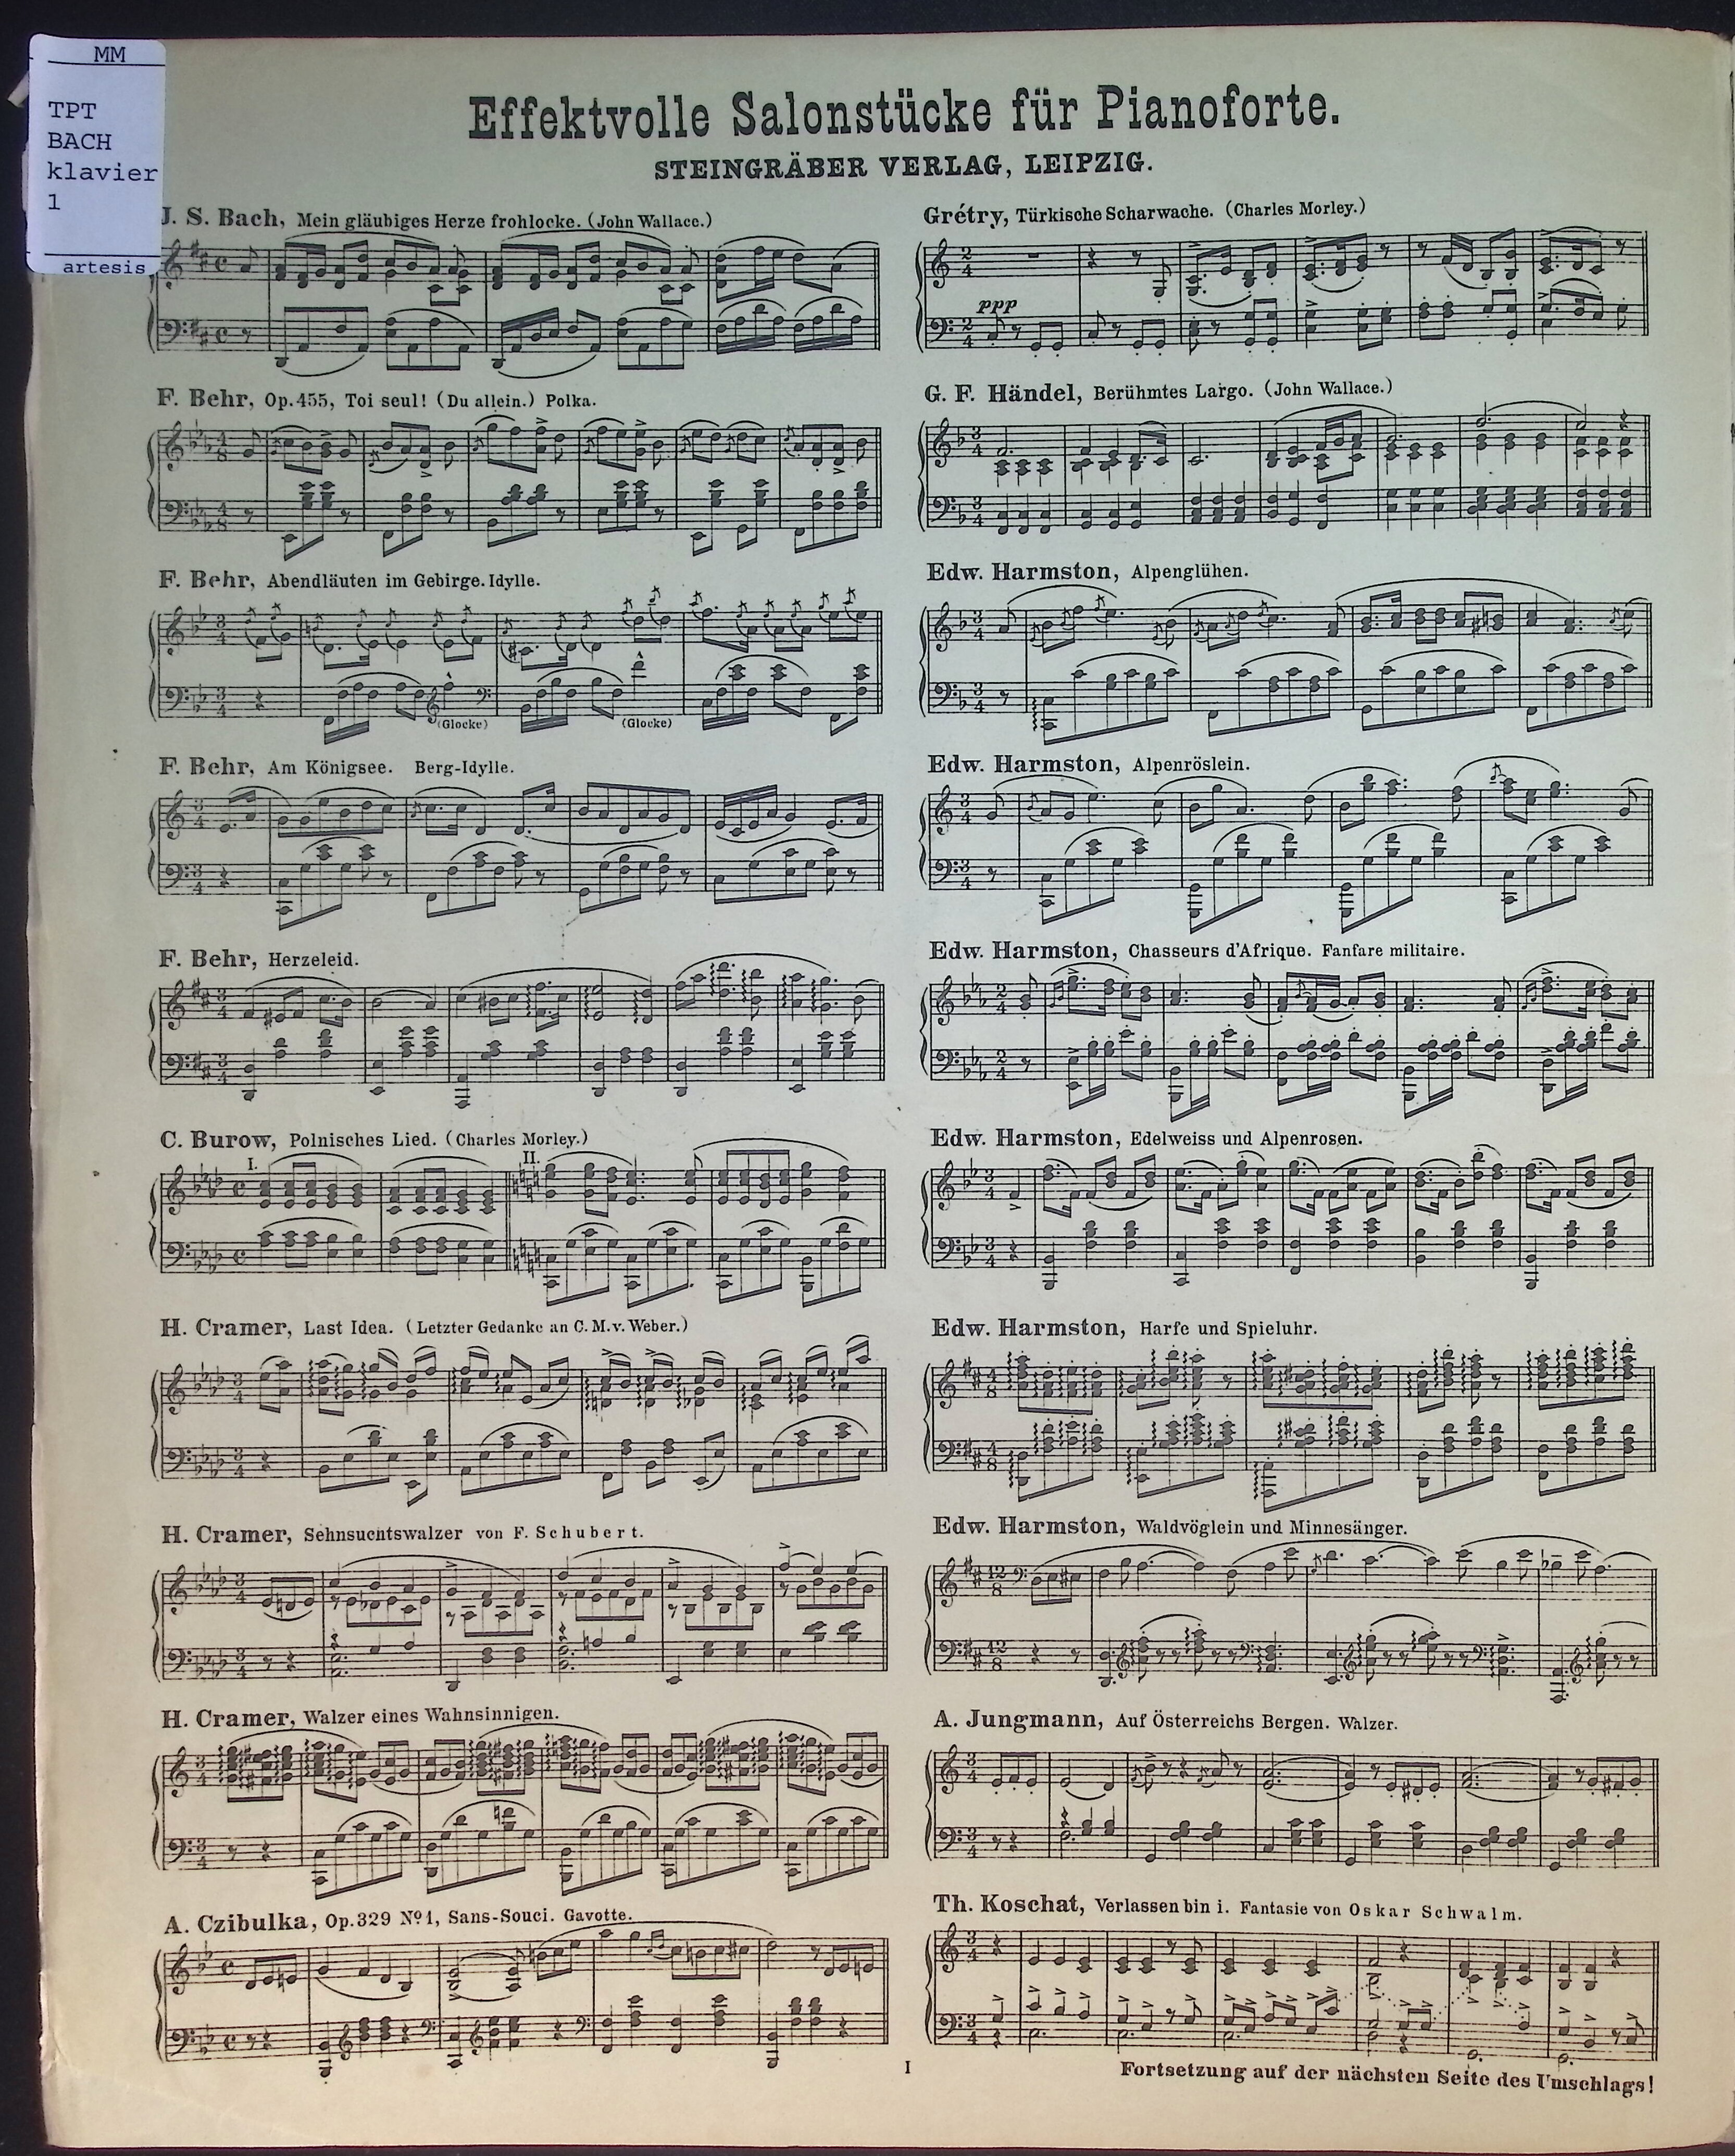 MM
TPT
BACH
klavier
1
artesis
Effektvolle Salonstücke für Pianoforte.
STEINGRÄBER VERLAG, LEIPZIG.
J. S. Bach, Mein gläubiges Herze frohlocke. (John Wallace.)
F. Behr, Op. 455, Toi seul! (Du allein.) Polka.
F. Behr, Abendläuten im Gebirge. Idylle.
(Glocke)
(Glocke)
F. Behr, Am Königsee. Berg-Idylle.
F. Behr, Herzeleid.
C. Burow, Polnisches Lied. (Charles Morley.)
I.
II.
H. Cramer, Last Idea. (Letzter Gedanke an C. M. v. Weber.)
H. Cramer, Sehnsuchtswalzer von F. Schubert.
H. Cramer, Walzer eines Wahnsinnigen.
A. Czibulka, Op. 329 No. 1, Sans-Souci. Gavotte.
Grétry, Türkische Scharwache. (Charles Morley.)
ppp
G. F. Händel, Berühmtes Largo. (John Wallace.)
Edw. Harmston, Alpenglühen.
Edw. Harmston, Alpenröslein.
Edw. Harmston, Chasseurs d'Afrique. Fanfare militaire.
Edw. Harmston, Edelweiss und Alpenrosen.
Edw. Harmston, Harfe und Spieluhr.
Edw. Harmston, Waldvöglein und Minnesänger.
A. Jungmann, Auf Österreichs Bergen. Walzer.
Th. Koschat, Verlassen bin i. Fantasie von Oskar Schwalm.
I
Fortsetzung auf der nächsten Seite des Umschlags!